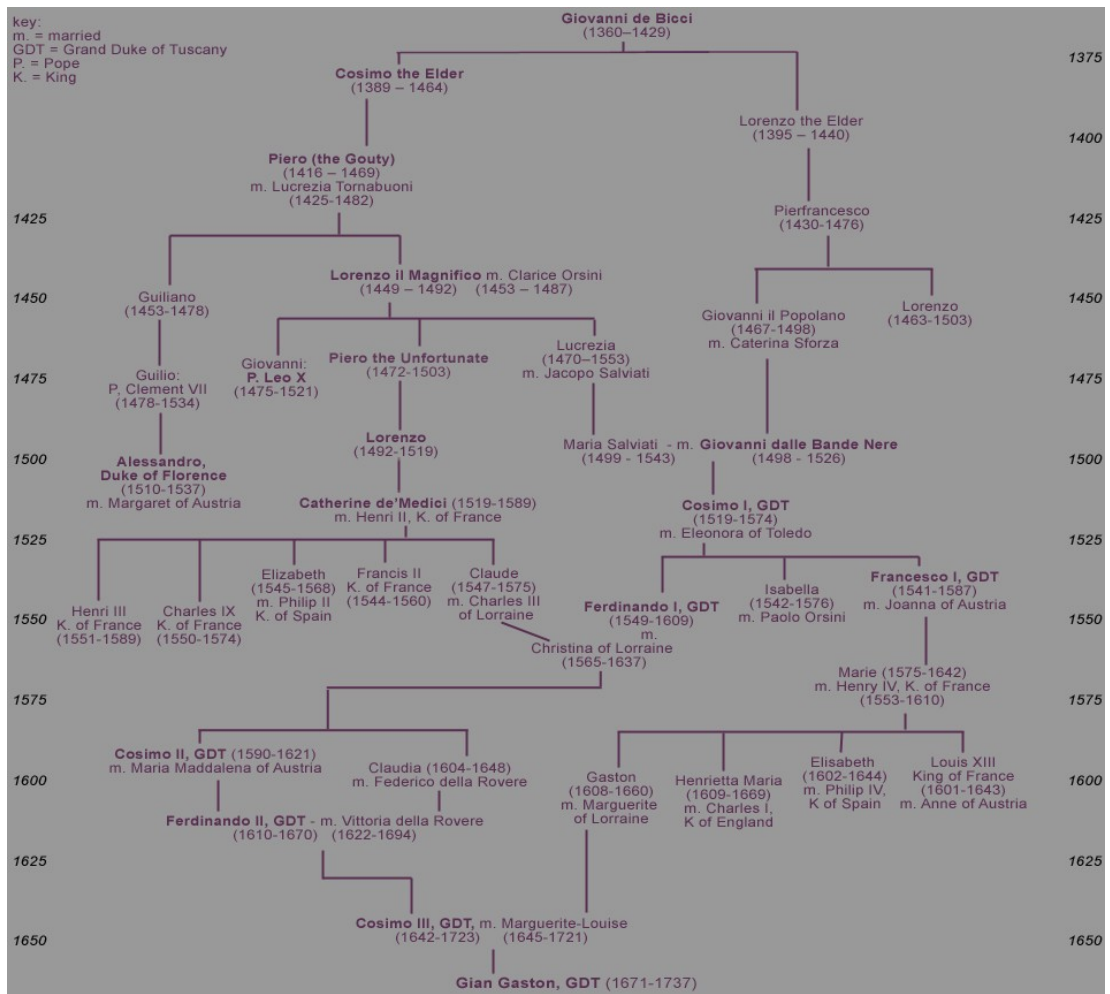 key:
m. = married
GDT = Grand Duke of Tuscany
P. = Pope
K. = King
Giovanni de Bicci
(1360–1429)
1375
Cosimo the Elder
(1389 – 1464)
Lorenzo the Elder
(1395 – 1440)
1400
Piero (the Gouty)
(1416 – 1469)
m. Lucrezia Tornabuoni
(1425-1482)
Pierfrancesco
(1430-1476)
1425
1425
Guiliano
(1453-1478)
Lorenzo il Magnifico m. Clarice Orsini
(1449 – 1492) (1453 – 1487)
Giovanni il Popolano
(1467-1498)
m. Caterina Sforza
Lorenzo
(1463-1503)
1450
1450
Guilio:
P, Clement VII
(1478-1534)
Giovanni:
P. Leo X
(1475-1521)
Piero the Unfortunate
(1472-1503)
Lucrezia
(1470–1553)
m. Jacopo Salviati
1475
1475
Alessandro,
Duke of Florence
(1510-1537)
m. Margaret of Austria
Lorenzo
(1492-1519)
Maria Salviati - m. Giovanni dalle Bande Nere
(1499 - 1543) (1498 - 1526)
1500
1500
Catherine de'Medici (1519-1589)
m. Henri II, K. of France
Cosimo I, GDT
(1519-1574)
m. Eleonora of Toledo
1525
1525
Henri III
K. of France
(1551-1589)
Charles IX
K. of France
(1550-1574)
Elizabeth
(1545-1568)
m. Philip II
K. of Spain
Francis II
K. of France
(1544-1560)
Claude
(1547-1575)
m. Charles III
of Lorraine
Ferdinando I, GDT
(1549-1609)
m.
Christina of Lorraine
(1565-1637)
Isabella
(1542-1576)
m. Paolo Orsini
Francesco I, GDT
(1541-1587)
m. Joanna of Austria
1550
1550
Marie (1575-1642)
m. Henry IV, K. of France
(1553-1610)
1575
1575
Cosimo II, GDT (1590-1621)
m. Maria Maddalena of Austria
Claudia (1604-1648)
m. Federico della Rovere
Gaston
(1608-1660)
m. Marguerite
of Lorraine
Henrietta Maria
(1609-1669)
m. Charles I,
K of England
Elisabeth
(1602-1644)
m. Philip IV,
K of Spain
Louis XIII
King of France
(1601-1643)
m. Anne of Austria
1600
1600
Ferdinando II, GDT - m. Vittoria della Rovere
(1610-1670) (1622-1694)
1625
1625
Cosimo III, GDT, m. Marguerite-Louise
(1642-1723) (1645-1721)
1650
1650
Gian Gaston, GDT (1671-1737)